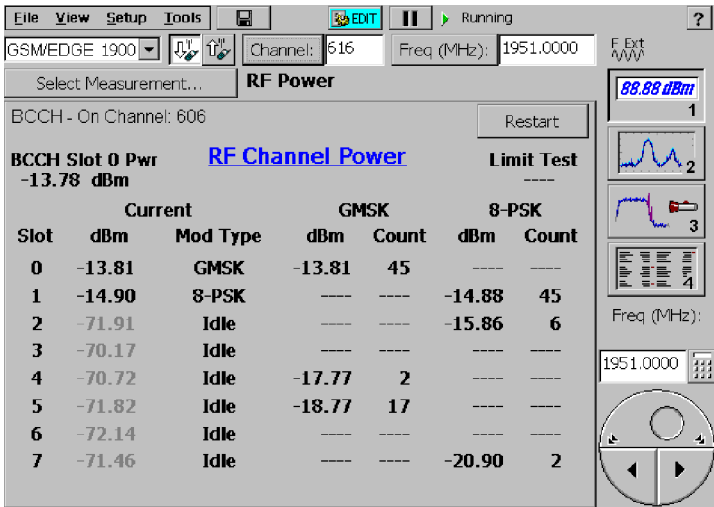 File View Setup Tools EDIT Running ?
GSM/EDGE 1900 Channel: 616 Freq (MHz): 1951.0000 F Ext
Select Measurement... RF Power
88.88 dBm
1
BCCH - On Channel: 606 Restart
BCCH Slot 0 Pwr RF Channel Power Limit Test
-13.78 dBm ----
2
Current GMSK 8-PSK
3
Slot dBm Mod Type dBm Count dBm Count
0 -13.81 GMSK -13.81 45 ---- ----
4
1 -14.90 8-PSK ---- ---- -14.88 45
2 -71.91 Idle ---- ---- -15.86 6
Freq (MHz):
3 -70.17 Idle ---- ---- ---- ----
1951.0000
4 -70.72 Idle -17.77 2 ---- ----
5 -71.82 Idle -18.77 17 ---- ----
6 -72.14 Idle ---- ---- ---- ----
7 -71.46 Idle ---- ---- -20.90 2